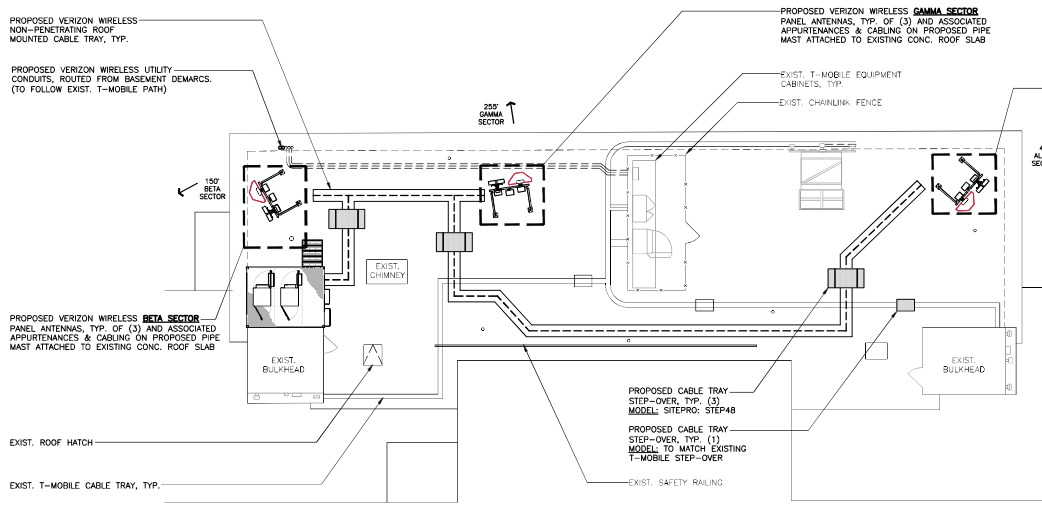 PROPOSED VERIZON WIRELESS
NON-PENETRATING ROOF
MOUNTED CABLE TRAY, TYP.
PROPOSED VERIZON WIRELESS UTILITY
CONDUITS, ROUTED FROM BASEMENT DEMARCS.
(TO FOLLOW EXIST. T-MOBILE PATH)
PROPOSED VERIZON WIRELESS GAMMA SECTOR
PANEL ANTENNAS, TYP. OF (3) AND ASSOCIATED
APPURTENANCES & CABLING ON PROPOSED PIPE
MAST ATTACHED TO EXISTING CONC. ROOF SLAB
EXIST. T-MOBILE EQUIPMENT
CABINETS, TYP.
EXIST. CHAINLINK FENCE
255'
GAMMA
SECTOR
150'
BETA
SECTOR
AL
SEC
EXIST.
CHIMNEY
PROPOSED VERIZON WIRELESS BETA SECTOR
PANEL ANTENNAS, TYP. OF (3) AND ASSOCIATED
APPURTENANCES & CABLING ON PROPOSED PIPE
MAST ATTACHED TO EXISTING CONC. ROOF SLAB
EXIST.
BULKHEAD
EXIST.
BULKHEAD
PROPOSED CABLE TRAY
STEP-OVER, TYP. (3)
MODEL: SITEPRO: STEP48
PROPOSED CABLE TRAY
STEP-OVER, TYP. (1)
MODEL: TO MATCH EXISTING
T-MOBILE STEP-OVER
EXIST. ROOF HATCH
EXIST. T-MOBILE CABLE TRAY, TYP.
EXIST. SAFETY RAILING